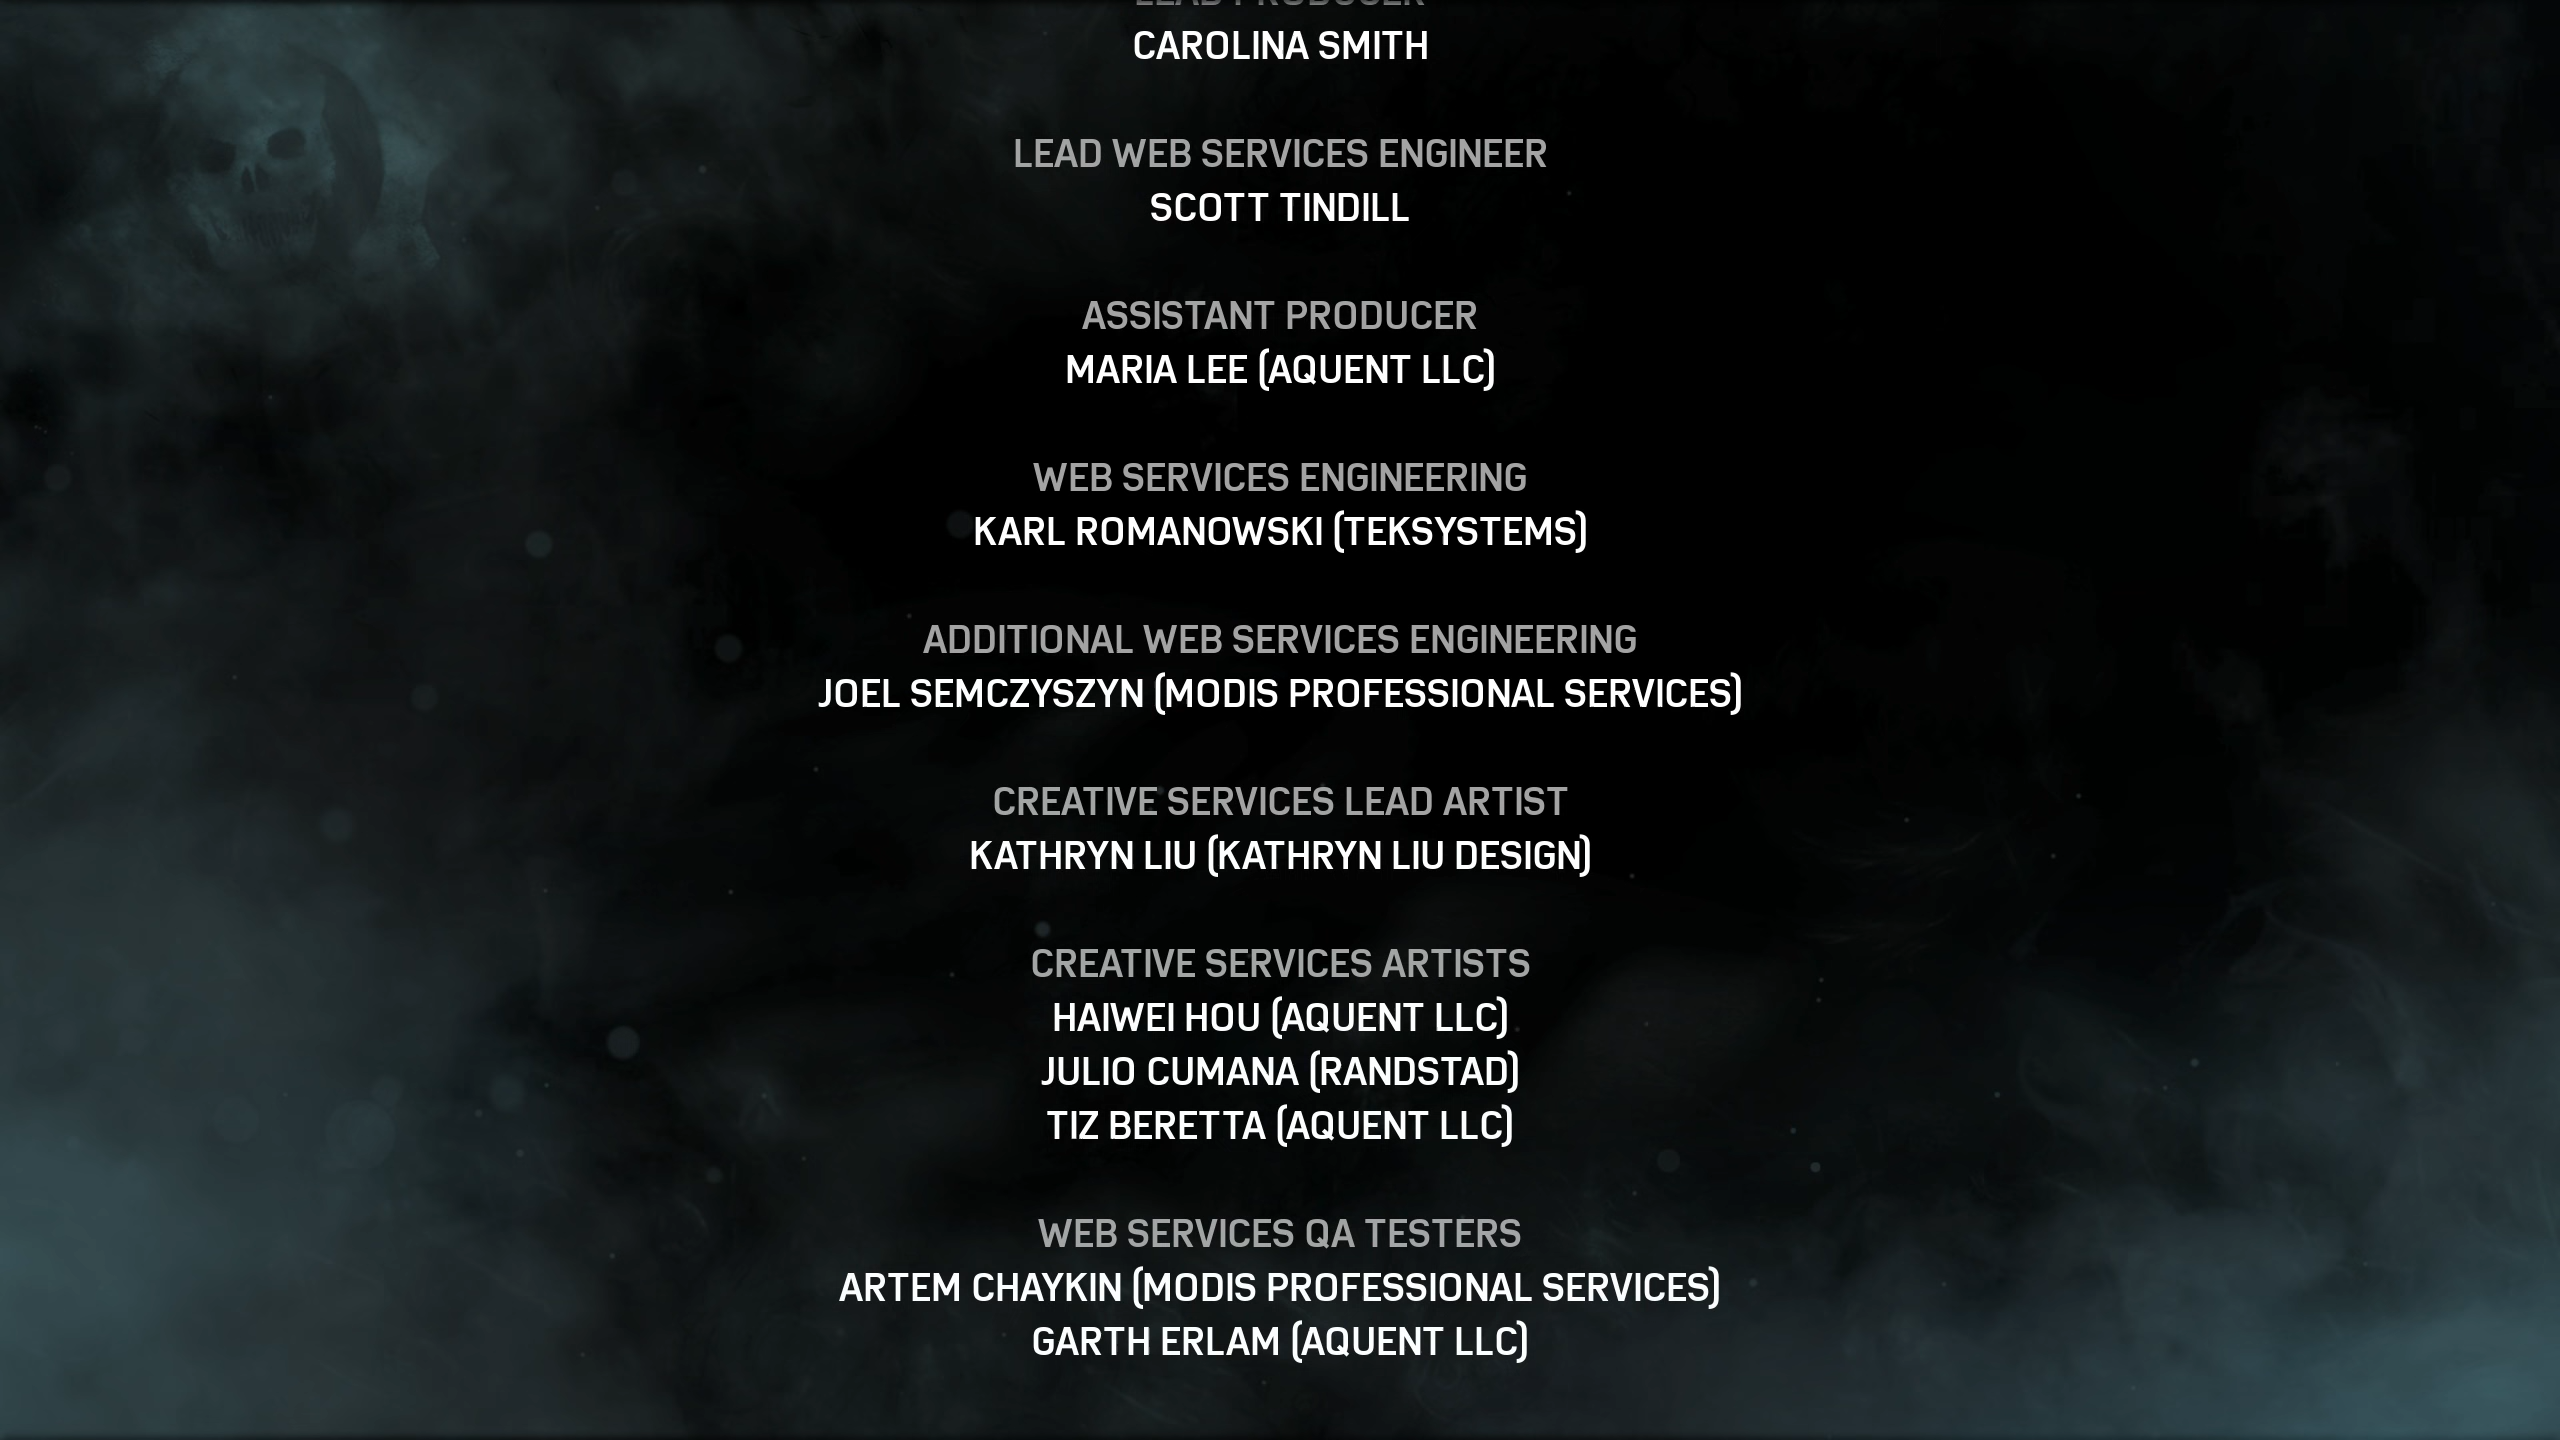 LEAD PRODUCER
CAROLINA SMITH
LEAD WEB SERVICES ENGINEER
SCOTT TINDILL
ASSISTANT PRODUCER
MARIA LEE (AQUENT LLC)
WEB SERVICES ENGINEERING
KARL ROMANOWSKI (TEKSYSTEMS)
ADDITIONAL WEB SERVICES ENGINEERING
JOEL SEMCZYSZYN (MODIS PROFESSIONAL SERVICES)
CREATIVE SERVICES LEAD ARTIST
KATHRYN LIU (KATHRYN LIU DESIGN)
CREATIVE SERVICES ARTISTS
HAIWEI HOU (AQUENT LLC)
JULIO CUMANA (RANDSTAD)
TIZ BERETTA (AQUENT LLC)
WEB SERVICES QA TESTERS
ARTEM CHAYKIN (MODIS PROFESSIONAL SERVICES)
GARTH ERLAM (AQUENT LLC)